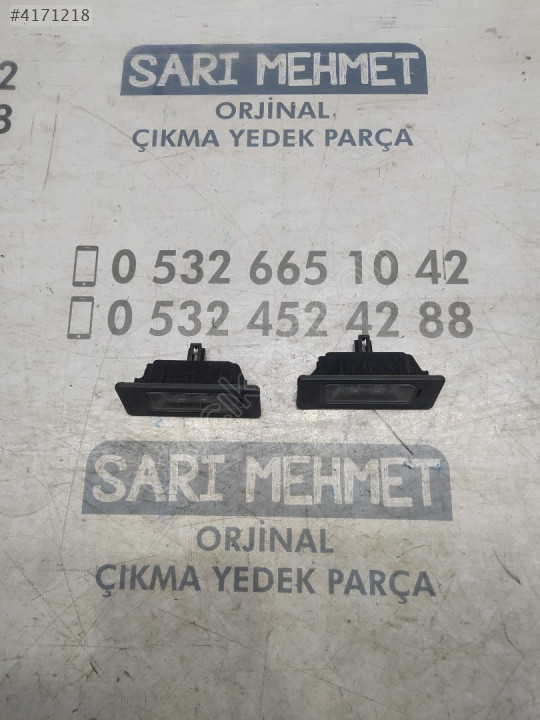 #4171218
SARI MEHMET
ORJİNAL
ÇIKMA YEDEK PARÇA
2
8
0 532 665 10 42
0 532 452 42 88
SARI MEHMET
ORJİNAL
ÇIKMA YEDEK PARÇA